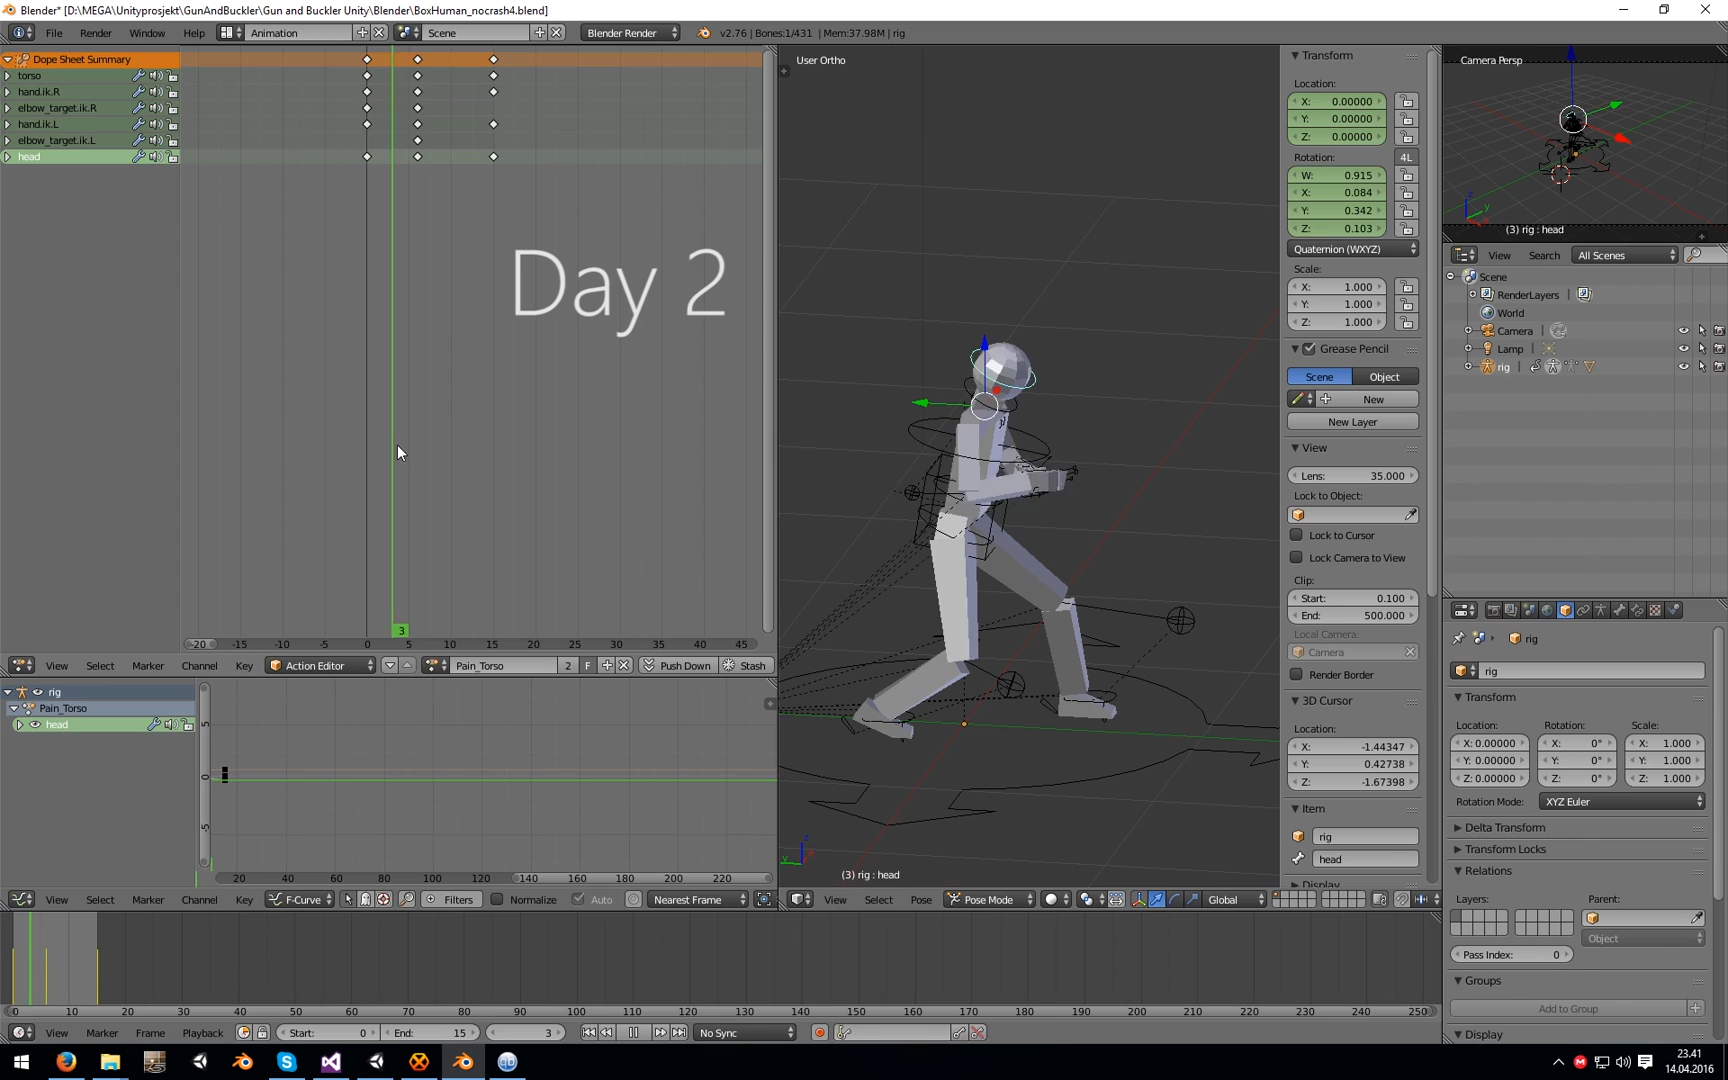 Blender* [D:\MEGA\Unityprosjekt\GunAndBuckler\Gun and Buckler Unity\Blender\BoxHuman_nocrash4.blend]
File Render Window Help Animation Scene Blender Render v2.76 | Bones:1/431 | Mem:37.98M | rig
Dope Sheet Summary
torso
hand.ik.R
elbow_target.ik.R
hand.ik.L
elbow_target.ik.L
head
Day 2
3
-20 -15 -10 -5 0 5 10 15 20 25 30 35 40 45
View Select Marker Channel Key Action Editor Pain_Torso 2 F Push Down Stash
rig
Pain_Torso
head
5
0
-5
20 40 60 80 100 120 140 160 180 200 220
View Select Marker Channel Key F-Curve Filters Normalize Auto Nearest Frame
User Ortho
(3) rig : head
View Select Pose Pose Mode Global
Transform
Location:
X: 0.00000
Y: 0.00000
Z: 0.00000
Rotation: 4L
W: 0.915
X: 0.084
Y: 0.342
Z: 0.103
Quaternion (WXYZ)
Scale:
X: 1.000
Y: 1.000
Z: 1.000
Grease Pencil
Scene Object
New
New Layer
View
Lens: 35.000
Lock to Object:
Lock to Cursor
Lock Camera to View
Clip:
Start: 0.100
End: 500.000
Local Camera:
Camera
Render Border
3D Cursor
Location:
X: -1.44347
Y: 0.42738
Z: -1.67398
Item
rig
head
Display
Camera Persp
(3) rig : head
View Search All Scenes
Scene
RenderLayers
World
Camera
Lamp
rig
rig
rig
Transform
Location: Rotation: Scale:
X: 0.00000 X: 0° X: 1.000
Y: 0.00000 Y: 0° Y: 1.000
Z: 0.00000 Z: 0° Z: 1.000
Rotation Mode: XYZ Euler
Delta Transform
Transform Locks
Relations
Layers: Parent:
Object
Pass Index: 0
Groups
Add to Group
Display
0 10 20 30 40 50 60 70 80 90 100 110 120 130 140 150 160 170 180 190 200 210 220 230 240 250
View Marker Frame Playback Start: 0 End: 15 3 No Sync
23.41
14.04.2016